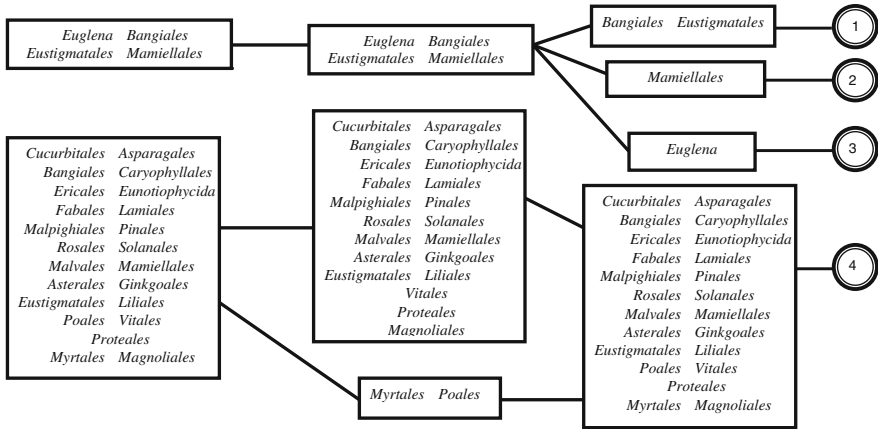 Euglena Bangiales
Eustigmatales Mamiellales
Euglena Bangiales
Eustigmatales Mamiellales
Bangiales Eustigmatales
1
Mamiellales
2
Euglena
3
Cucurbitales Asparagales
Bangiales Caryophyllales
Ericales Eunotiophycida
Fabales Lamiales
Malpighiales Pinales
Rosales Solanales
Malvales Mamiellales
Asterales Ginkgoales
Eustigmatales Liliales
Poales Vitales
Proteales
Myrtales Magnoliales
Cucurbitales Asparagales
Bangiales Caryophyllales
Ericales Eunotiophycida
Fabales Lamiales
Malpighiales Pinales
Rosales Solanales
Malvales Mamiellales
Asterales Ginkgoales
Eustigmatales Liliales
Vitales
Proteales
Magnoliales
Myrtales Poales
Cucurbitales Asparagales
Bangiales Caryophyllales
Ericales Eunotiophycida
Fabales Lamiales
Malpighiales Pinales
Rosales Solanales
Malvales Mamiellales
Asterales Ginkgoales
Eustigmatales Liliales
Poales Vitales
Proteales
Myrtales Magnoliales
4